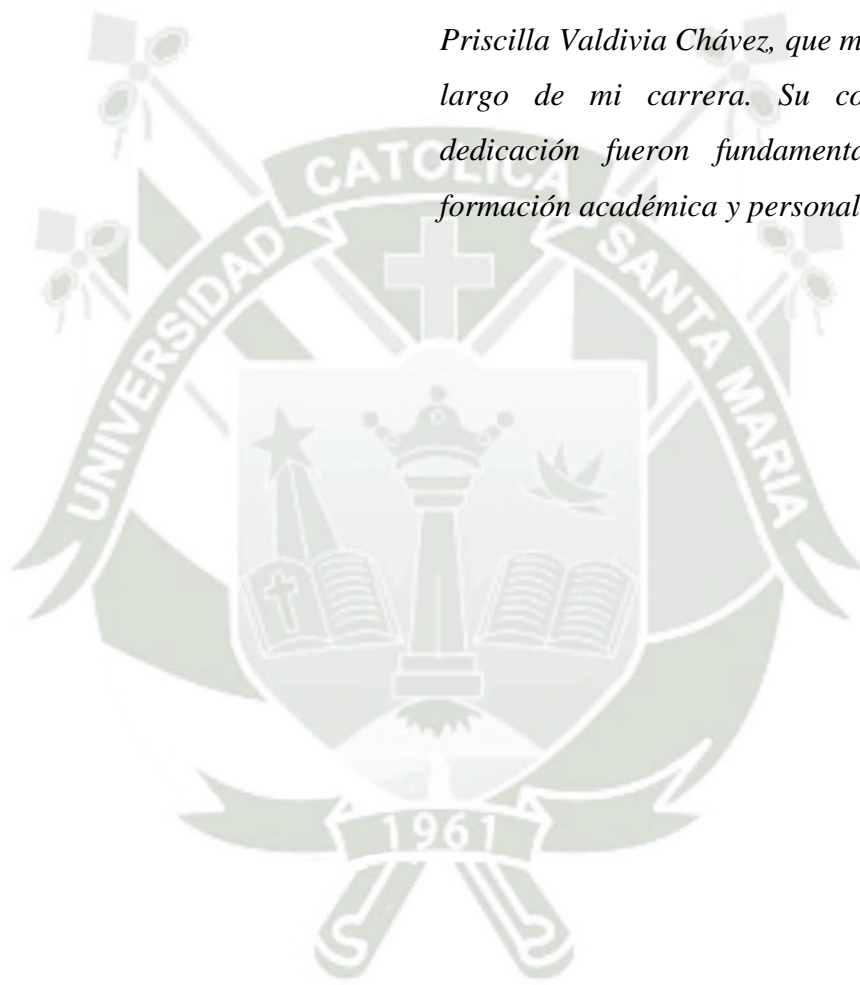 Priscilla Valdivia Chávez, que m
largo de mi carrera. Su co
dedicación fueron fundamenta
formación académica y personal
UNIVERSIDAD CATOLICA SANTA MARIA
1961